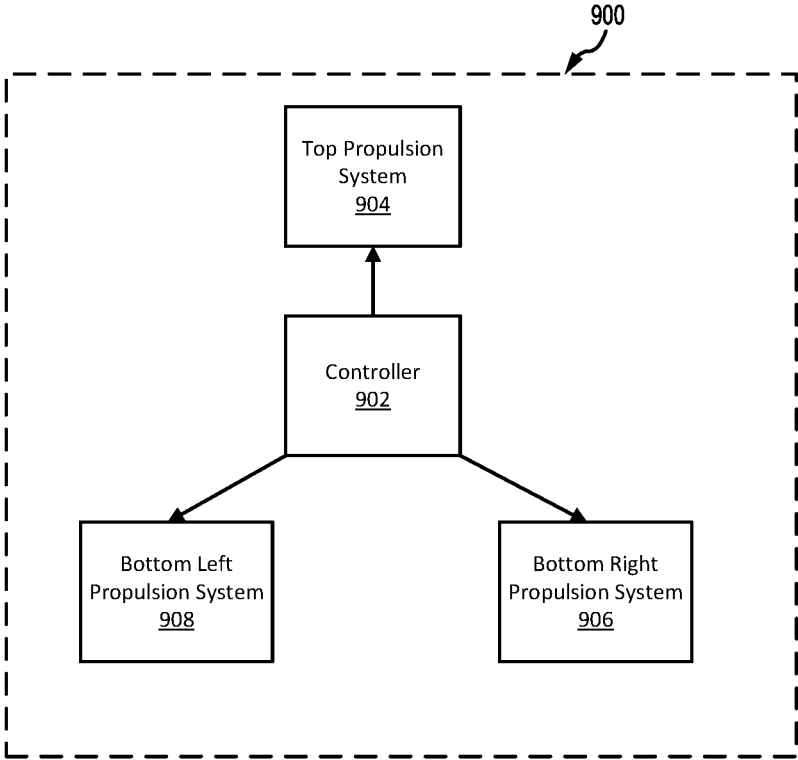 900
Top Propulsion
System
904
Controller
902
Bottom Left
Propulsion System
908
Bottom Right
Propulsion System
906